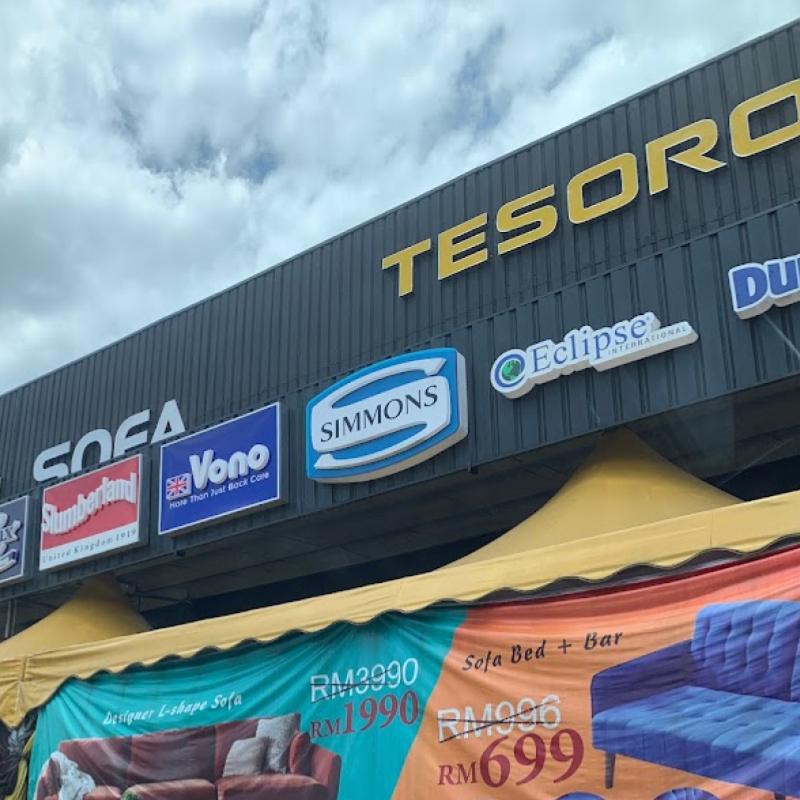 TESORO
SOFA
Slumberland
United Kingdom 1919
Vono
More Than Just Back Care
SIMMONS
Eclipse
INTERNATIONAL
Du
Designer L-shape Sofa
RM3990
RM1990
Sofa Bed + Bar
RM996
RM699